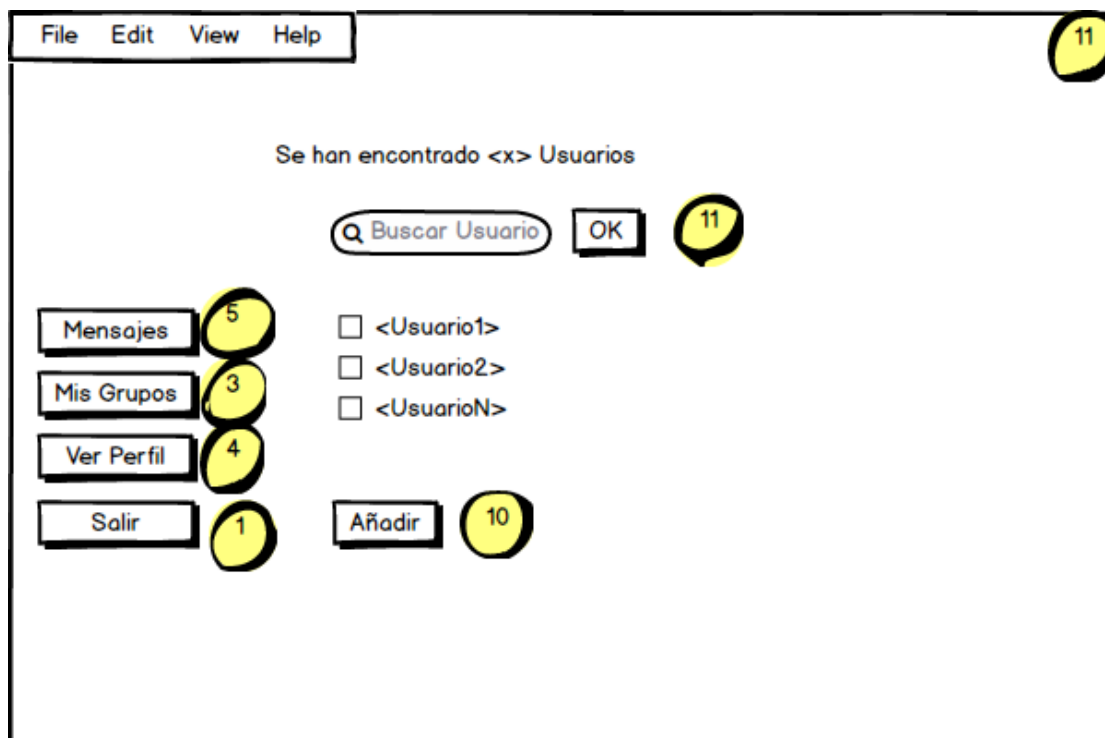 File Edit View Help
11
Se han encontrado <x> Usuarios
Buscar Usuario OK 11
Mensajes 5
<Usuario1>
Mis Grupos 3
<Usuario2>
<UsuarioN>
Ver Perfil 4
Salir 1
Añadir 10